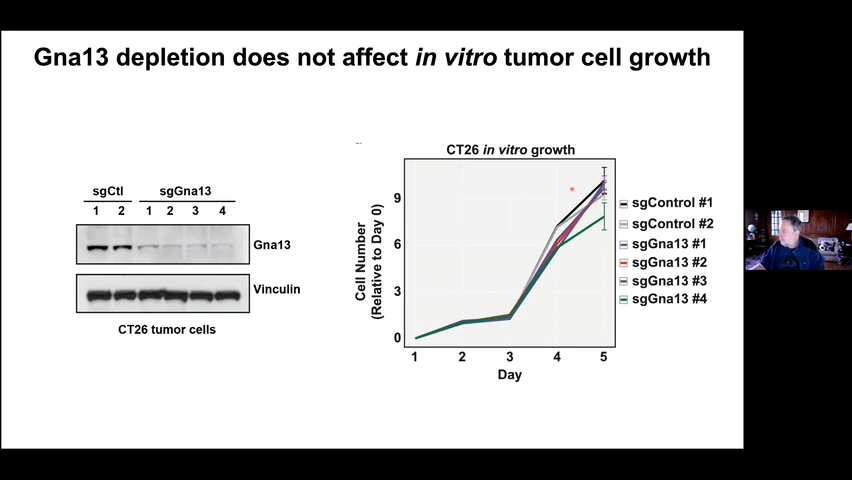 Gna13 depletion does not affect in vitro tumor cell growth
sgCtl sgGna13
1 2 1 2 3 4
Gna13
Vinculin
CT26 tumor cells
CT26 in vitro growth
Cell Number
(Relative to Day 0)
9
6
3
0
1 2 3 4 5
Day
sgControl #1
sgControl #2
sgGna13 #1
sgGna13 #2
sgGna13 #3
sgGna13 #4